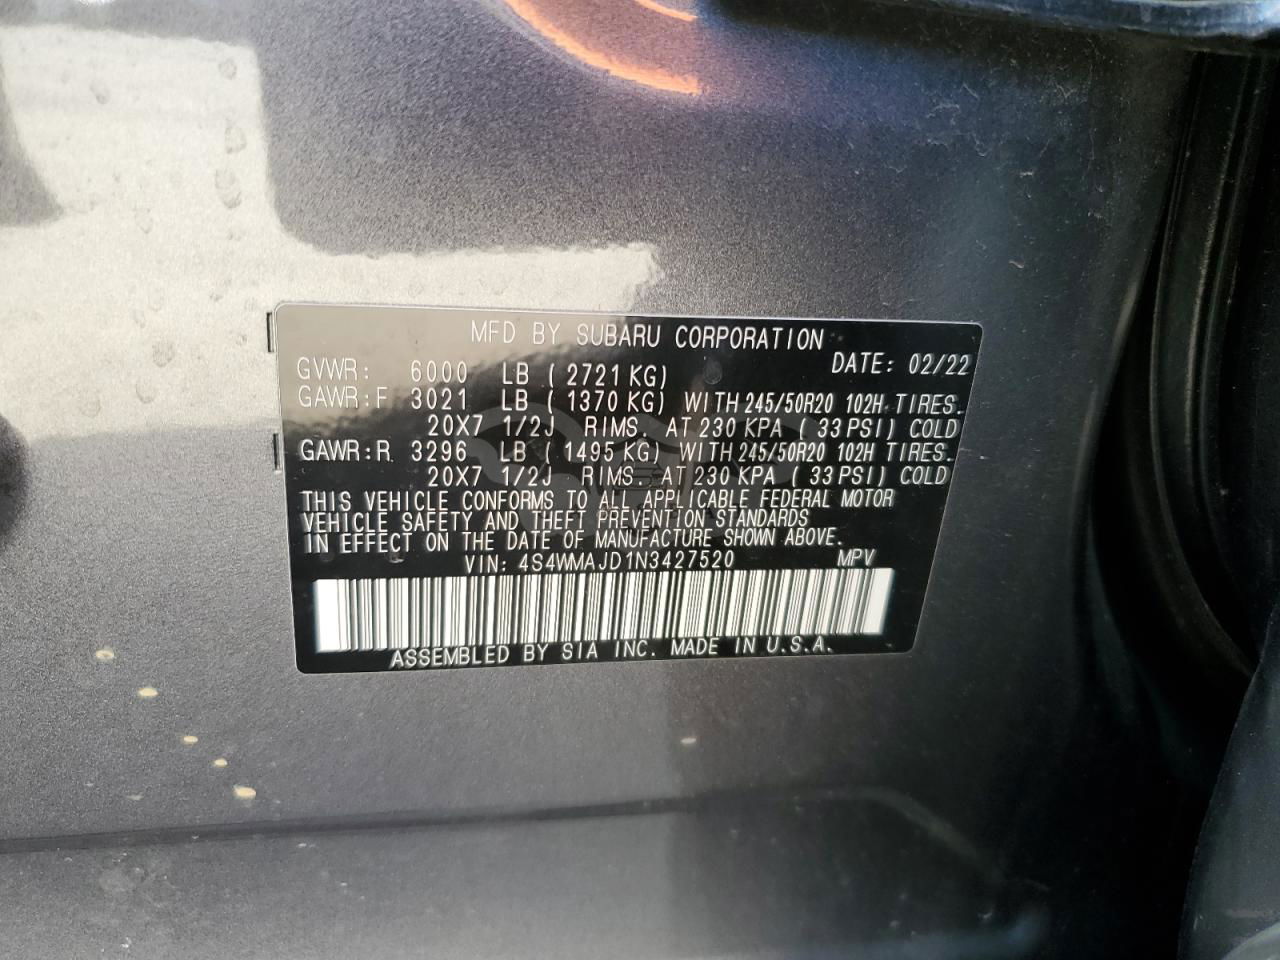 MFD BY SUBARU CORPORATION
DATE: 02/22
GVWR: 6000 LB ( 2721 KG)
GAWR:F 3021 LB ( 1370 KG) WITH 245/50R20 102H TIRES.
20X7 1/2J RIMS. AT 230 KPA ( 33 PSI) COLD
GAWR:R 3296 LB ( 1495 KG) WITH 245/50R20 102H TIRES.
20X7 1/2J RIMS. AT 230 KPA ( 33 PSI) COLD
THIS VEHICLE CONFORMS TO ALL APPLICABLE FEDERAL MOTOR
VEHICLE SAFETY AND THEFT PREVENTION STANDARDS
IN EFFECT ON THE DATE OF MANUFACTURE SHOWN ABOVE.
VIN: 4S4WMAJD1N3427520 MPV
ASSEMBLED BY SIA INC. MADE IN U.S.A.